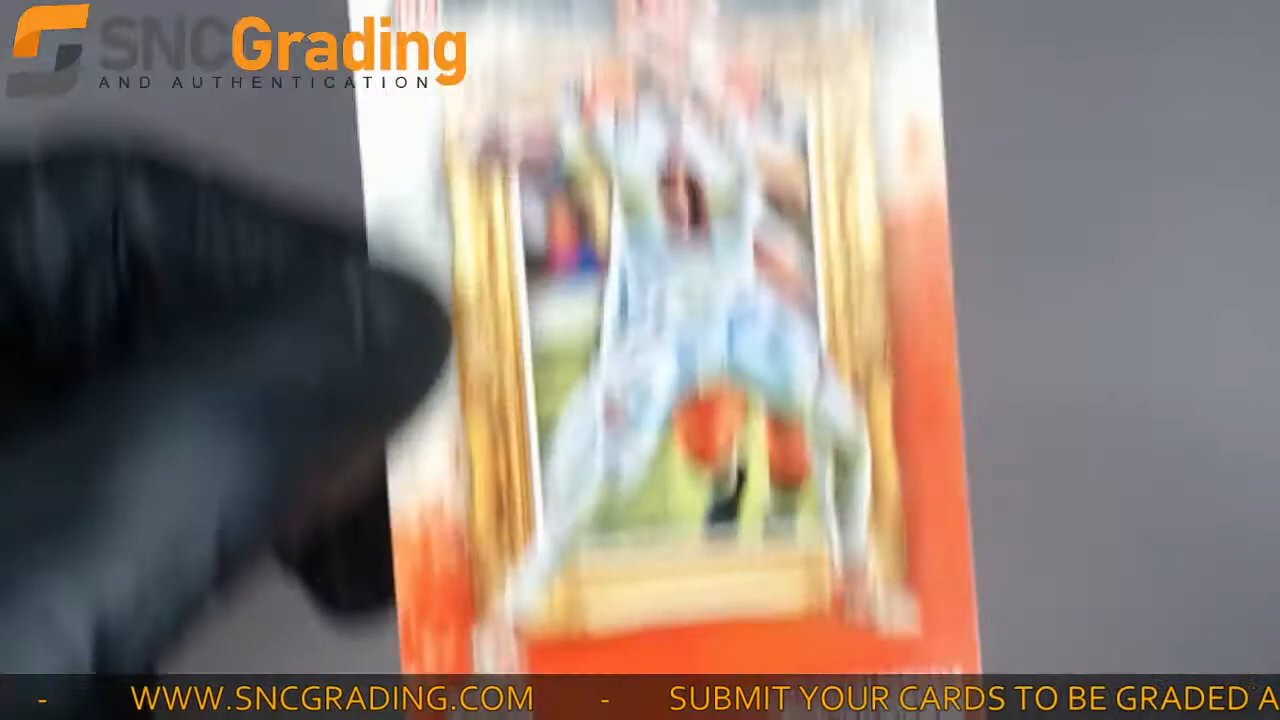 SNCGrading
AND AUTHENTICATION
- WWW.SNCGRADING.COM - SUBMIT YOUR CARDS TO BE GRADED A